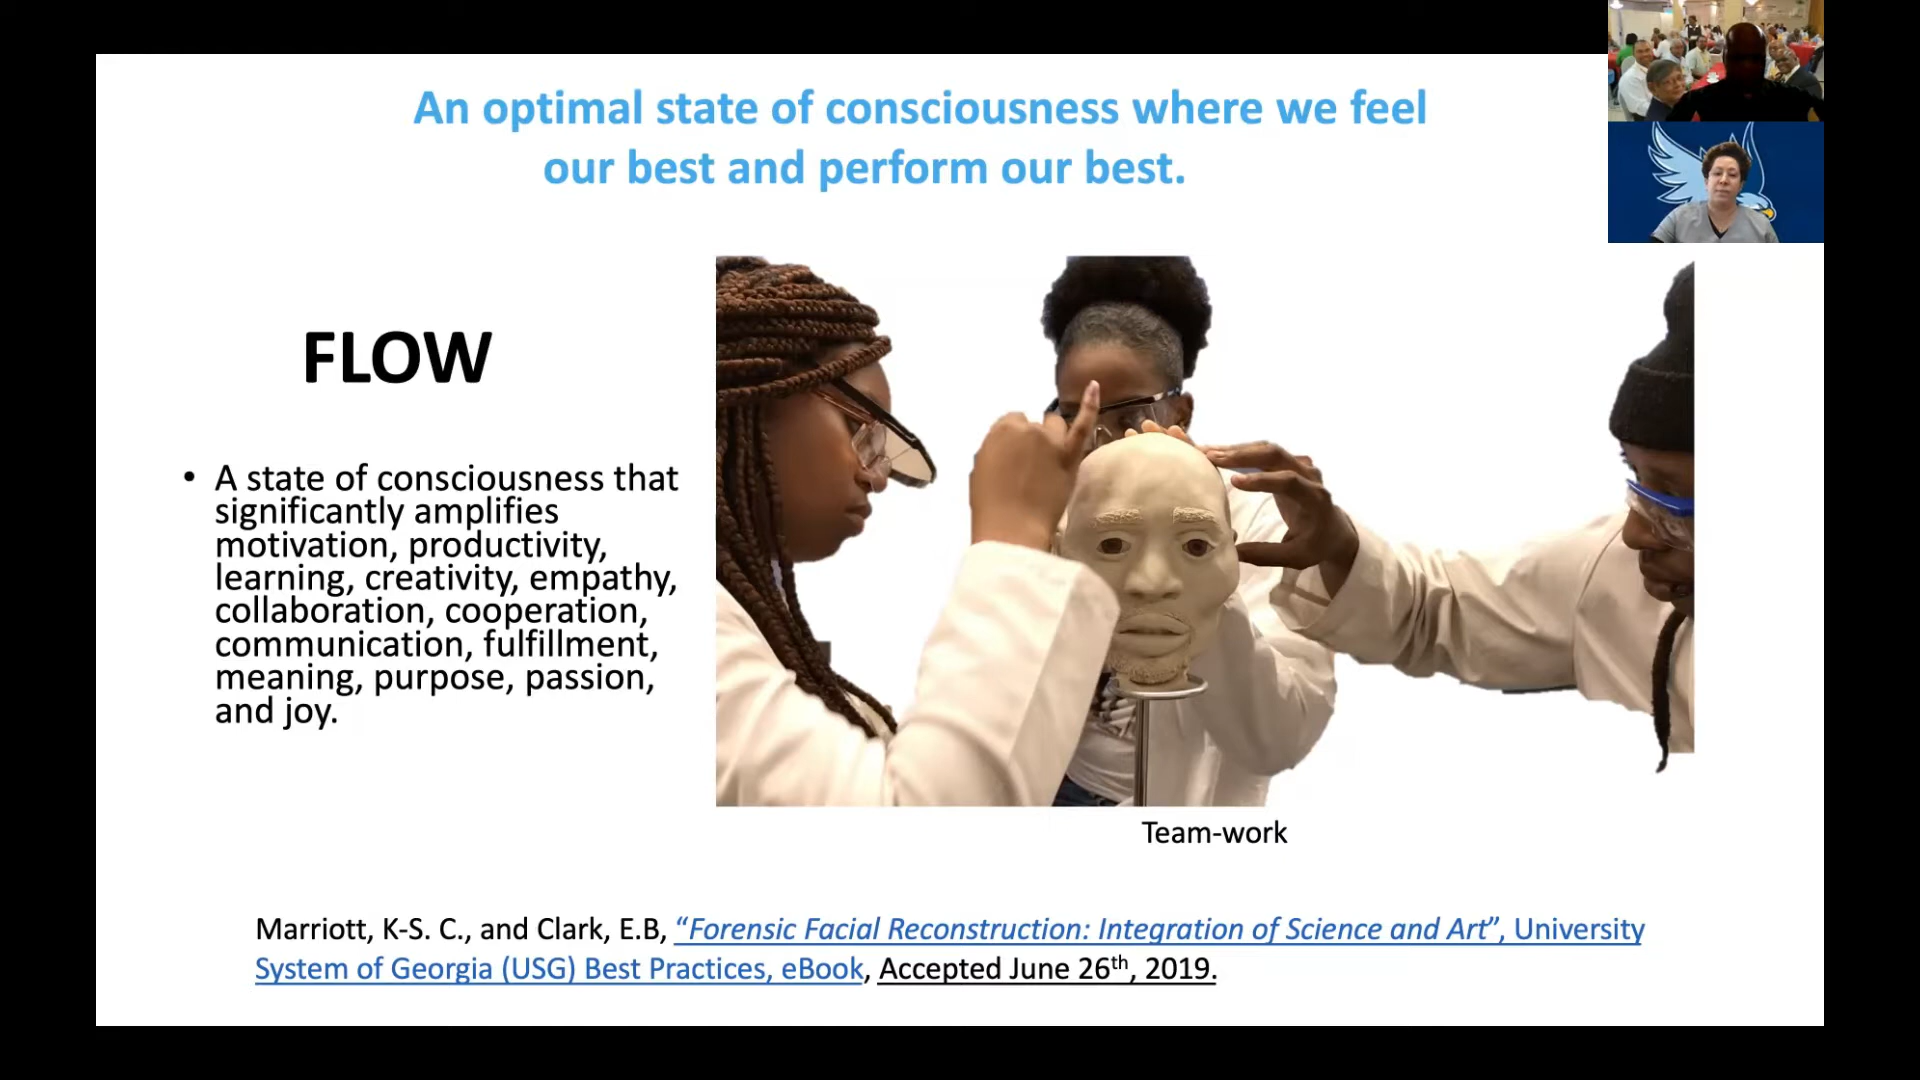 An optimal state of consciousness where we feel
our best and perform our best.
FLOW
• A state of consciousness that
significantly amplifies
motivation, productivity,
learning, creativity, empathy,
collaboration, cooperation,
communication, fulfillment,
meaning, purpose, passion,
and joy.
Team-work
Marriott, K-S. C., and Clark, E.B, “Forensic Facial Reconstruction: Integration of Science and Art”, University
System of Georgia (USG) Best Practices, eBook, Accepted June 26th, 2019.